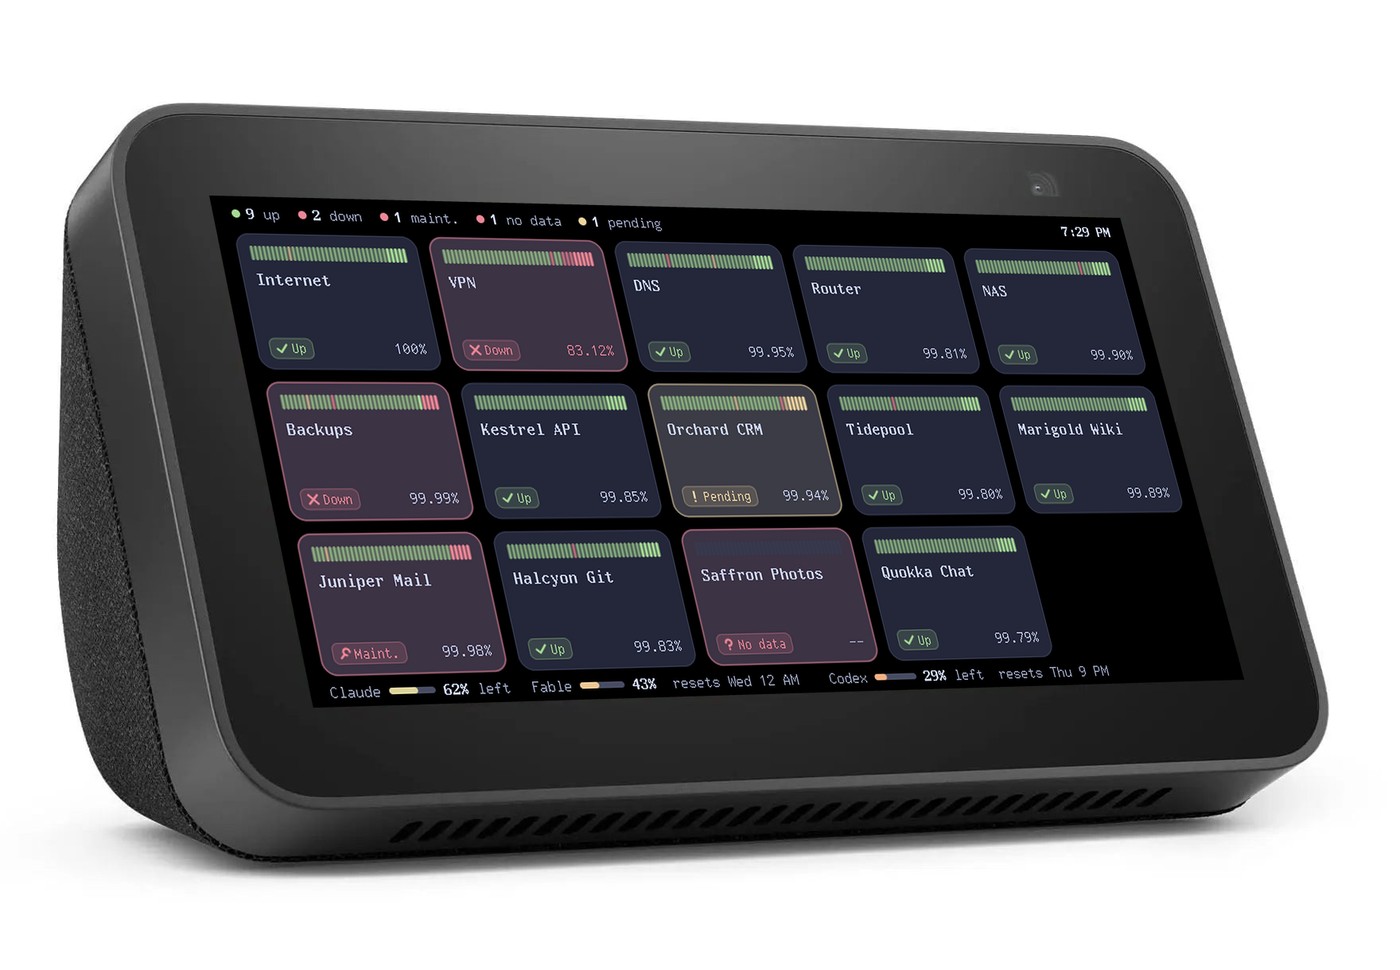 9 up 2 down 1 maint. 1 no data 1 pending
7:29 PM
Internet
Up 100%
VPN
Down 83.12%
DNS
Up 99.95%
Router
Up 99.81%
NAS
Up 99.90%
Backups
Down 99.99%
Kestrel API
Up 99.85%
Orchard CRM
! Pending 99.94%
Tidepool
Up 99.80%
Marigold Wiki
Up 99.89%
Juniper Mail
Maint. 99.98%
Halcyon Git
Up 99.83%
Saffron Photos
? No data --
Quokka Chat
Up 99.79%
Claude 62% left Fable 43% resets Wed 12 AM Codex 29% left resets Thu 9 PM